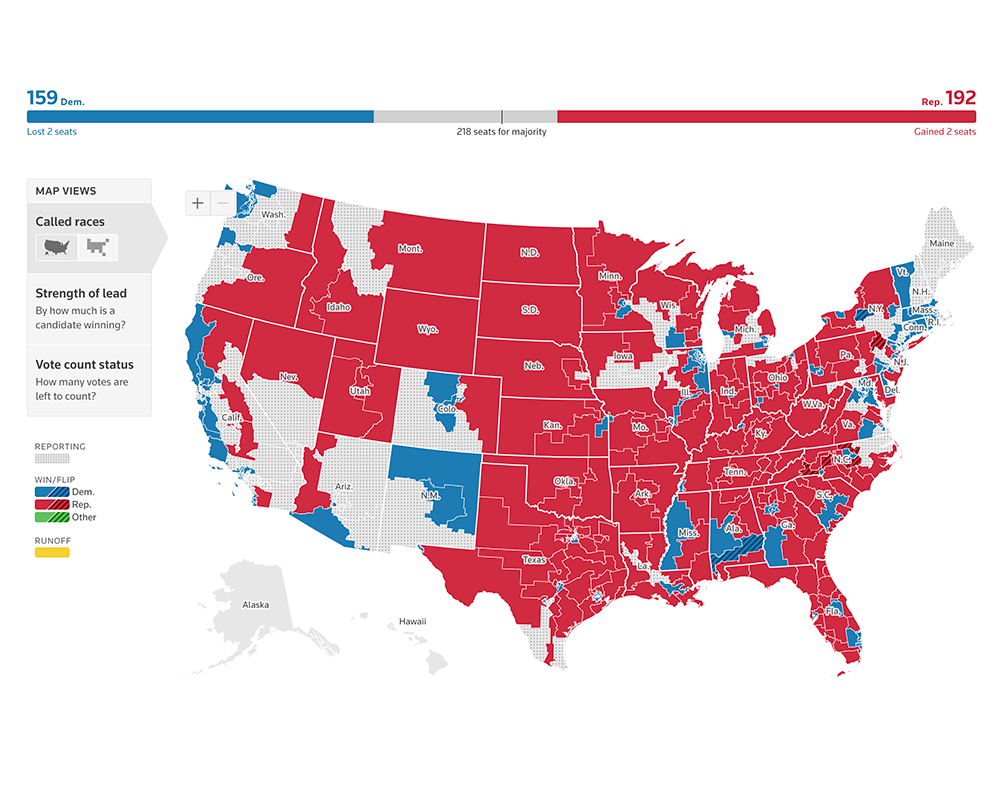 159 Dem.
Rep. 192
Lost 2 seats
218 seats for majority
Gained 2 seats
MAP VIEWS
Called races
Strength of lead
By how much is a
candidate winning?
Vote count status
How many votes are
left to count?
REPORTING
WIN/FLIP
Dem.
Rep.
Other
RUNOFF
+
−
Wash.
Ore.
Calif.
Nev.
Idaho
Mont.
Wyo.
Utah
Ariz.
Colo.
N.M.
N.D.
S.D.
Neb.
Kan.
Okla.
Texas
Minn.
Iowa
Mo.
Ark.
La.
Wis.
Ill.
Mich.
Ind.
Ohio
Ky.
Tenn.
Miss.
Ala.
Ga.
Fla.
S.C.
N.C.
Va.
W.Va.
Md.
Del.
Pa.
N.J.
N.Y.
Conn.
R.I.
Mass.
Vt.
N.H.
Maine
Alaska
Hawaii